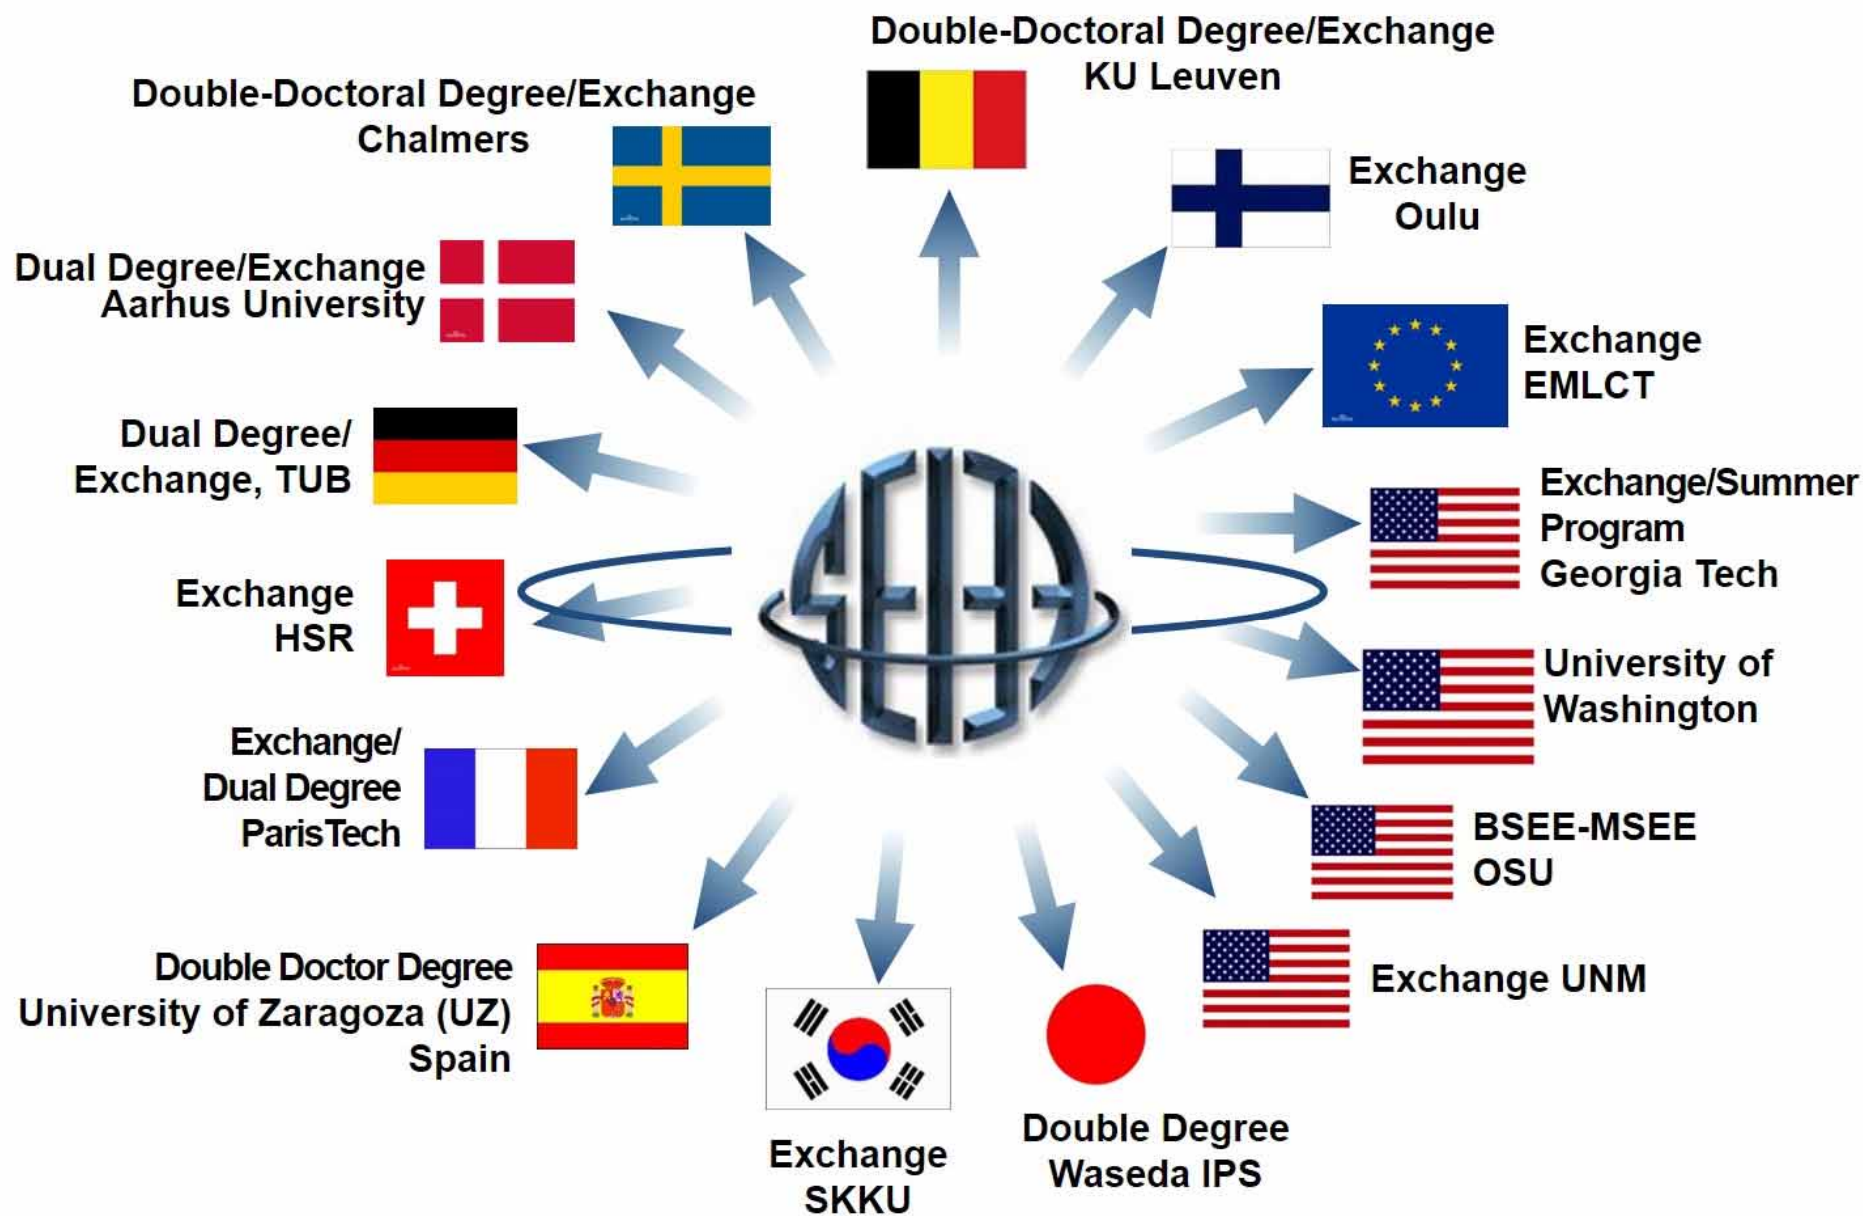 Double-Doctoral Degree/Exchange
KU Leuven
Double-Doctoral Degree/Exchange
Chalmers
Exchange
Oulu
Dual Degree/Exchange
Aarhus University
Exchange
EMLCT
Dual Degree/
Exchange, TUB
Exchange/Summer
Program
Georgia Tech
Exchange
HSR
University of
Washington
Exchange/
Dual Degree
ParisTech
BSEE-MSEE
OSU
Double Doctor Degree
University of Zaragoza (UZ)
Spain
Exchange UNM
Exchange
SKKU
Double Degree
Waseda IPS